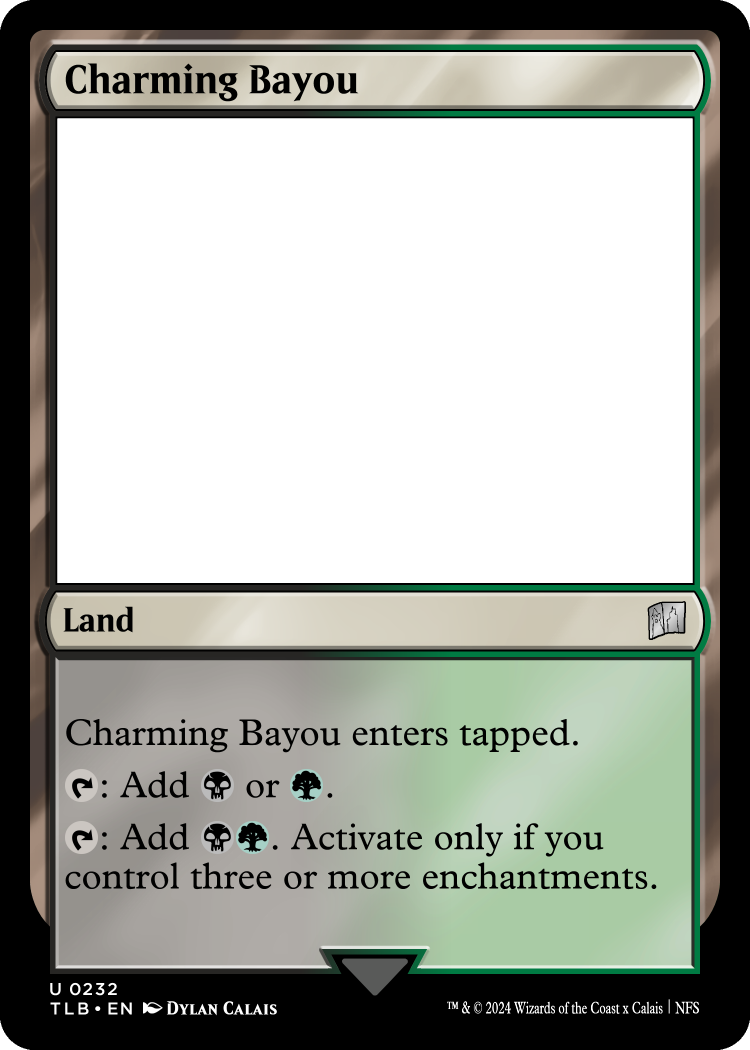 Charming Bayou
Land
Charming Bayou enters tapped.
: Add or .
: Add . Activate only if you
control three or more enchantments.
U 0232
TLB • EN DYLAN CALAIS
™ & © 2024 Wizards of the Coast x Calais | NFS